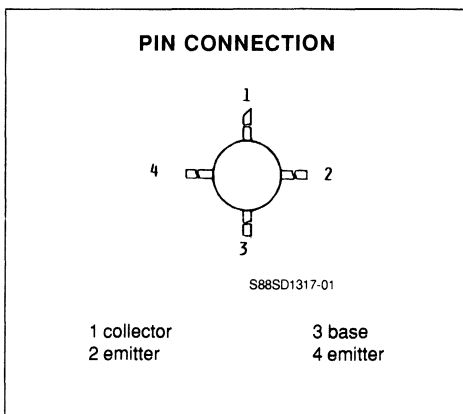 PIN CONNECTION
1
4 2
3
S88SD1317-01
1 collector 3 base
2 emitter 4 emitter